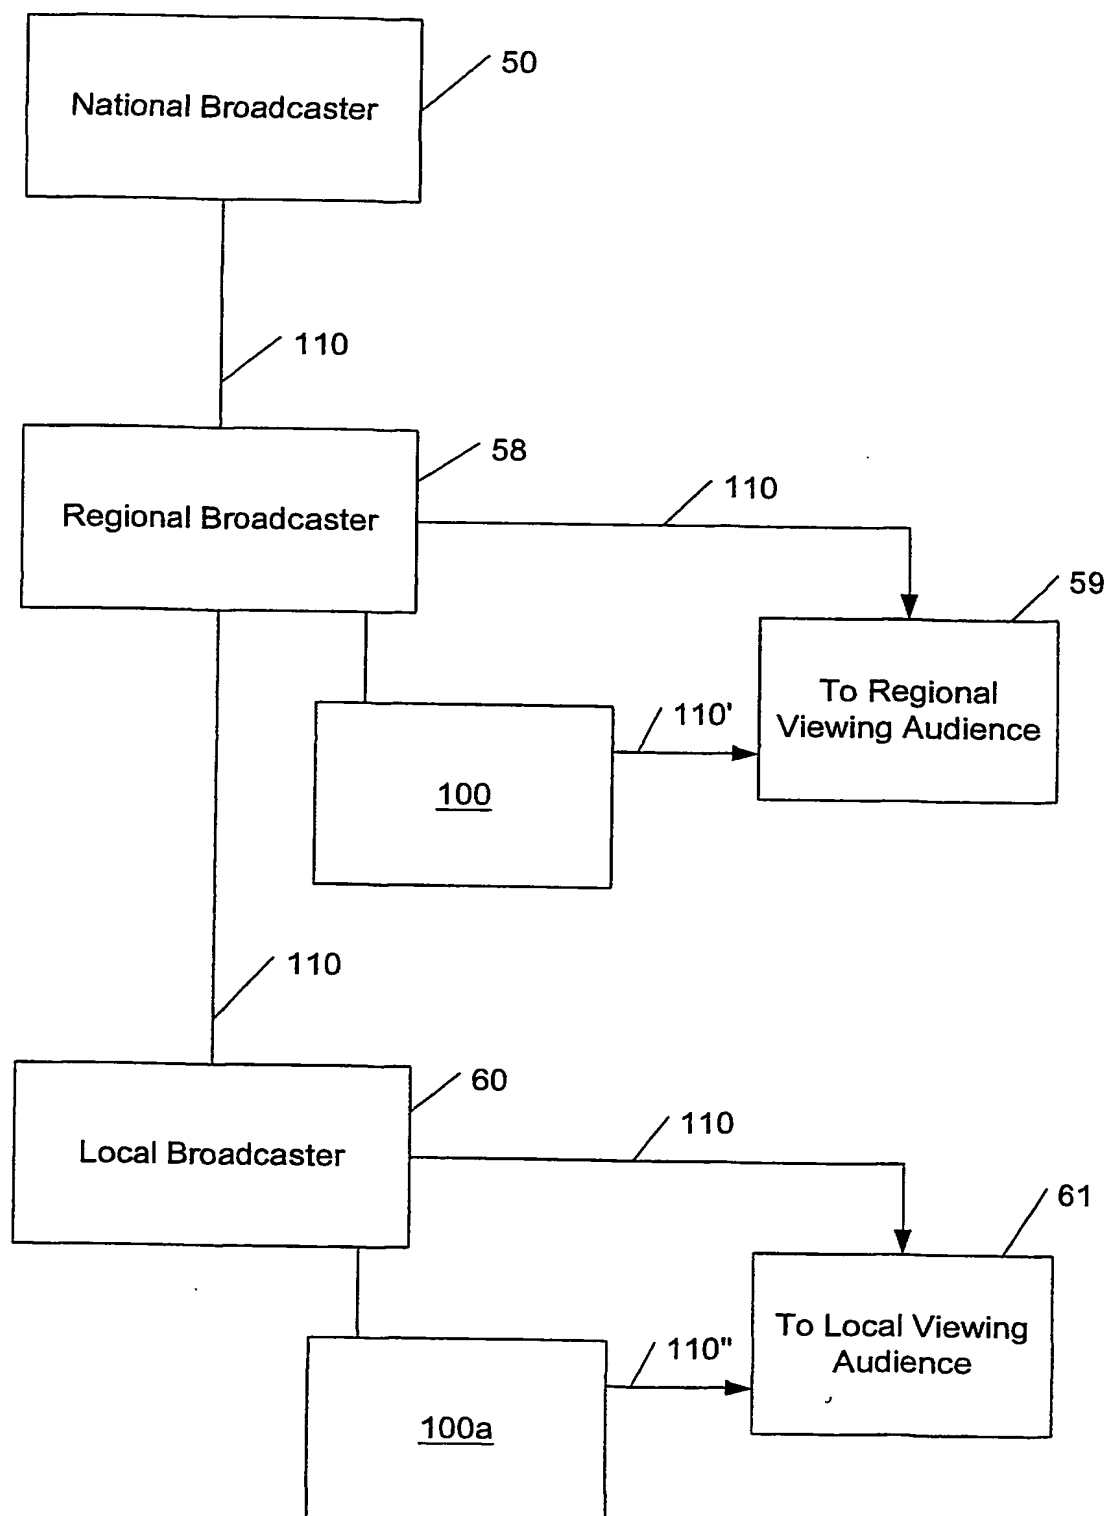 50
National Broadcaster
110
58
Regional Broadcaster
110
59
To Regional
Viewing Audience
110'
100
110
60
Local Broadcaster
110
61
To Local Viewing
Audience
110"
100a